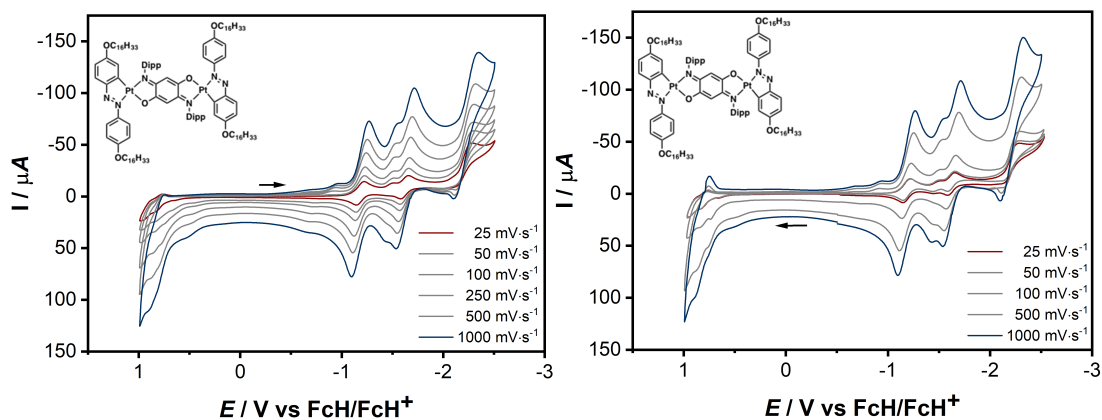 -150
-100
-50
0
50
100
150
I / µA
1
0
-1
-2
-3
E / V vs FcH/FcH⁺
OC₁₆H₃₃
OC₁₆H₃₃
Dipp
N
O
N
N
Pt
Pt
N
N
O
N
Dipp
OC₁₆H₃₃
OC₁₆H₃₃
25 mV·s⁻¹
50 mV·s⁻¹
100 mV·s⁻¹
250 mV·s⁻¹
500 mV·s⁻¹
1000 mV·s⁻¹
-150
-100
-50
0
50
100
150
I / µA
1
0
-1
-2
-3
E / V vs FcH/FcH⁺
OC₁₆H₃₃
OC₁₆H₃₃
Dipp
N
O
N
N
Pt
Pt
N
N
O
N
Dipp
OC₁₆H₃₃
OC₁₆H₃₃
25 mV·s⁻¹
50 mV·s⁻¹
100 mV·s⁻¹
500 mV·s⁻¹
1000 mV·s⁻¹